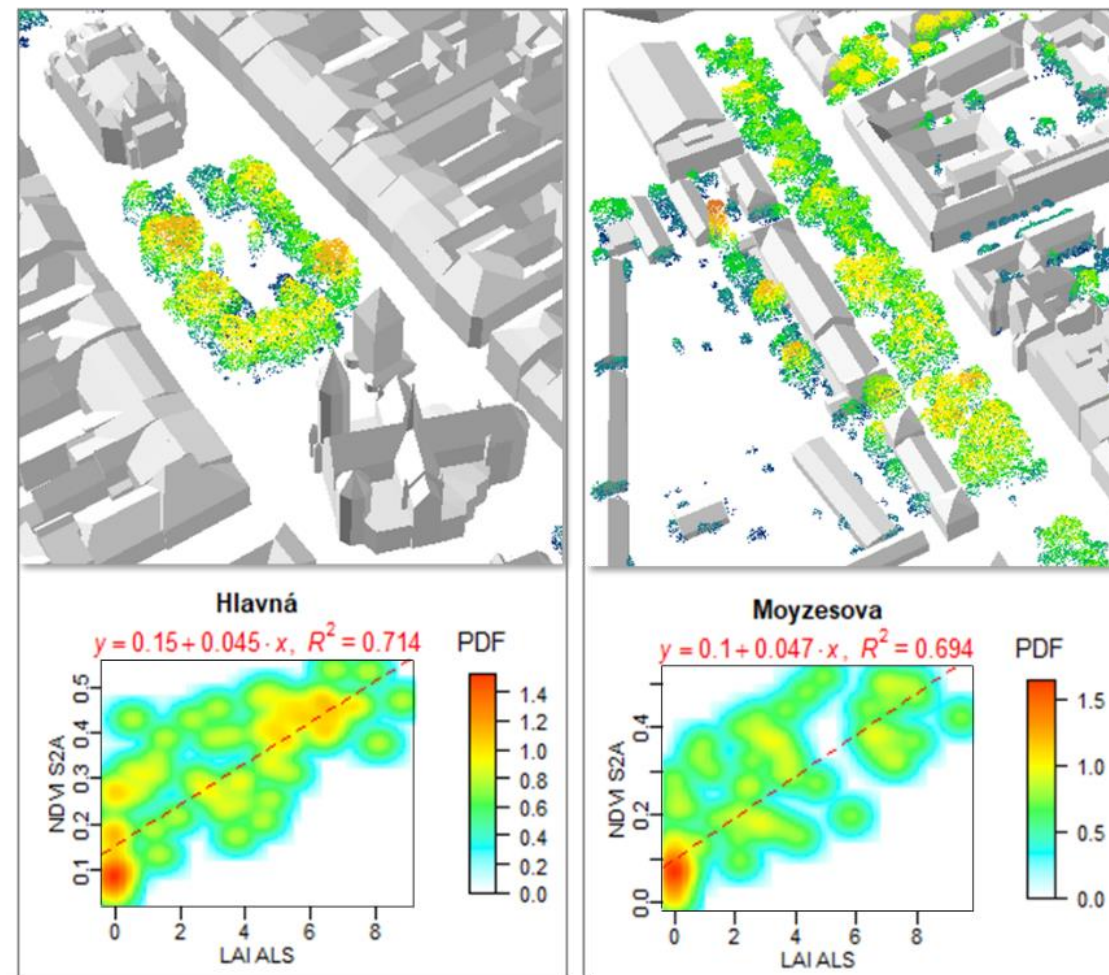 Hlavná
y = 0.15 + 0.045 · x, R² = 0.714
PDF
NDVI S2A
0.5
0.4
0.3
0.2
0.1
0 2 4 6 8
LAI ALS
1.4
1.2
1.0
0.8
0.6
0.4
0.2
0.0
Moyzesova
y = 0.1 + 0.047 · x, R² = 0.694
PDF
NDVI S2A
0.4
0.2
0.0
0 2 4 6 8
LAI ALS
1.5
1.0
0.5
0.0